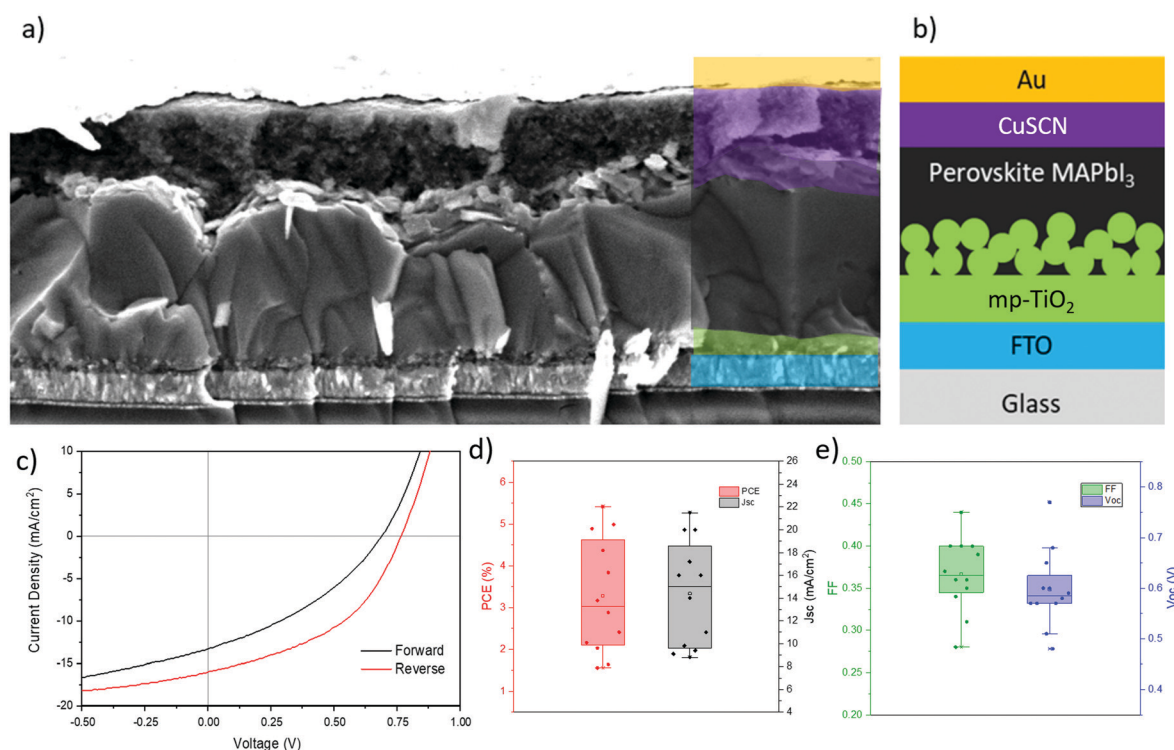 a)
b)
Au
CuSCN
Perovskite MAPbI₃
mp-TiO₂
FTO
Glass
c)
10
5
0
-5
-10
-15
-20
-0.50
-0.25
0.00
0.25
0.50
0.75
1.00
Current Density (mA/cm²)
Voltage (V)
Forward
Reverse
d)
6
5
4
3
2
1
PCE (%)
PCE
Jsc
26
24
22
20
18
16
14
12
10
8
6
4
Jsc (mA/cm²)
e)
0.50
0.45
0.40
0.35
0.30
0.25
0.20
FF
FF
Voc
0.8
0.7
0.6
0.5
0.4
Voc (V)